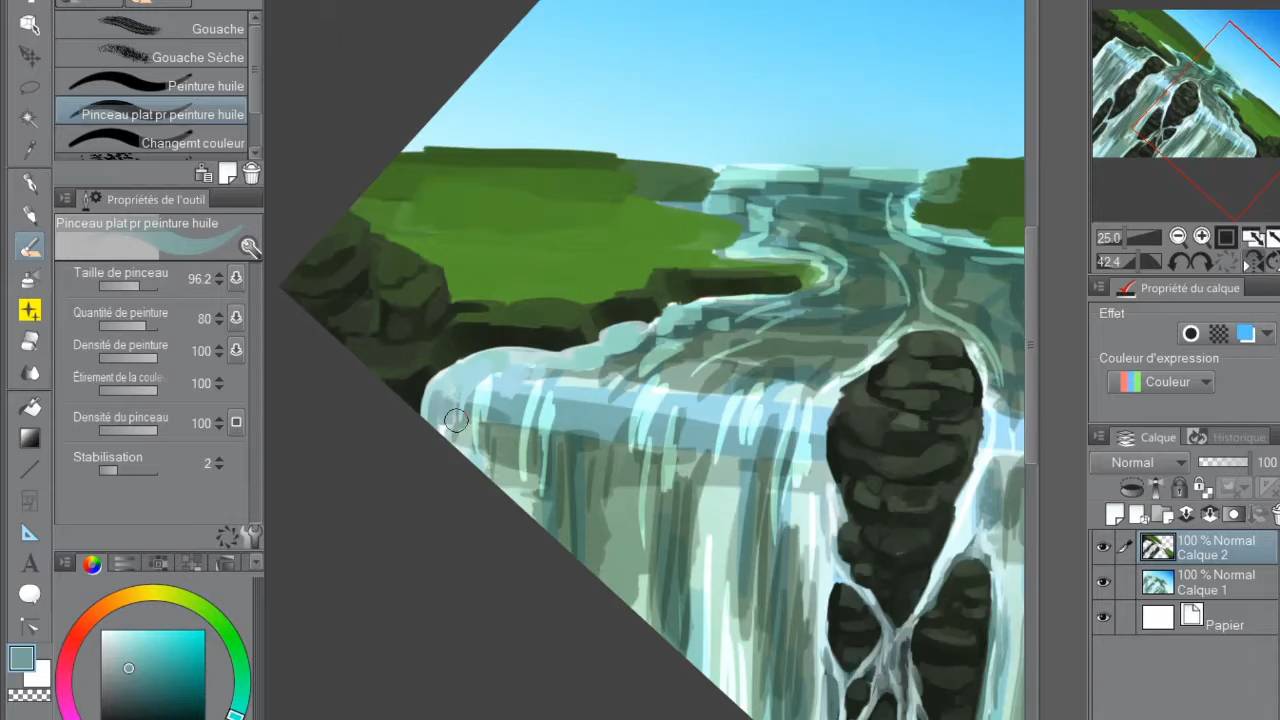 Gouache
Gouache Sèche
Peinture huile
Pinceau plat pr peinture huile
Changemt couleur
Propriétés de l'outil
Pinceau plat pr peinture huile
Taille de pinceau 96.2
Quantité de peinture 80
Densité de peinture 100
Étirement de la coule 100
Densité du pinceau 100
Stabilisation 2
25.0
42.4
Propriété du calque
Effet
Couleur d'expression
Couleur
Calque
Historique
Normal 100
100 % Normal
Calque 2
100 % Normal
Calque 1
Papier